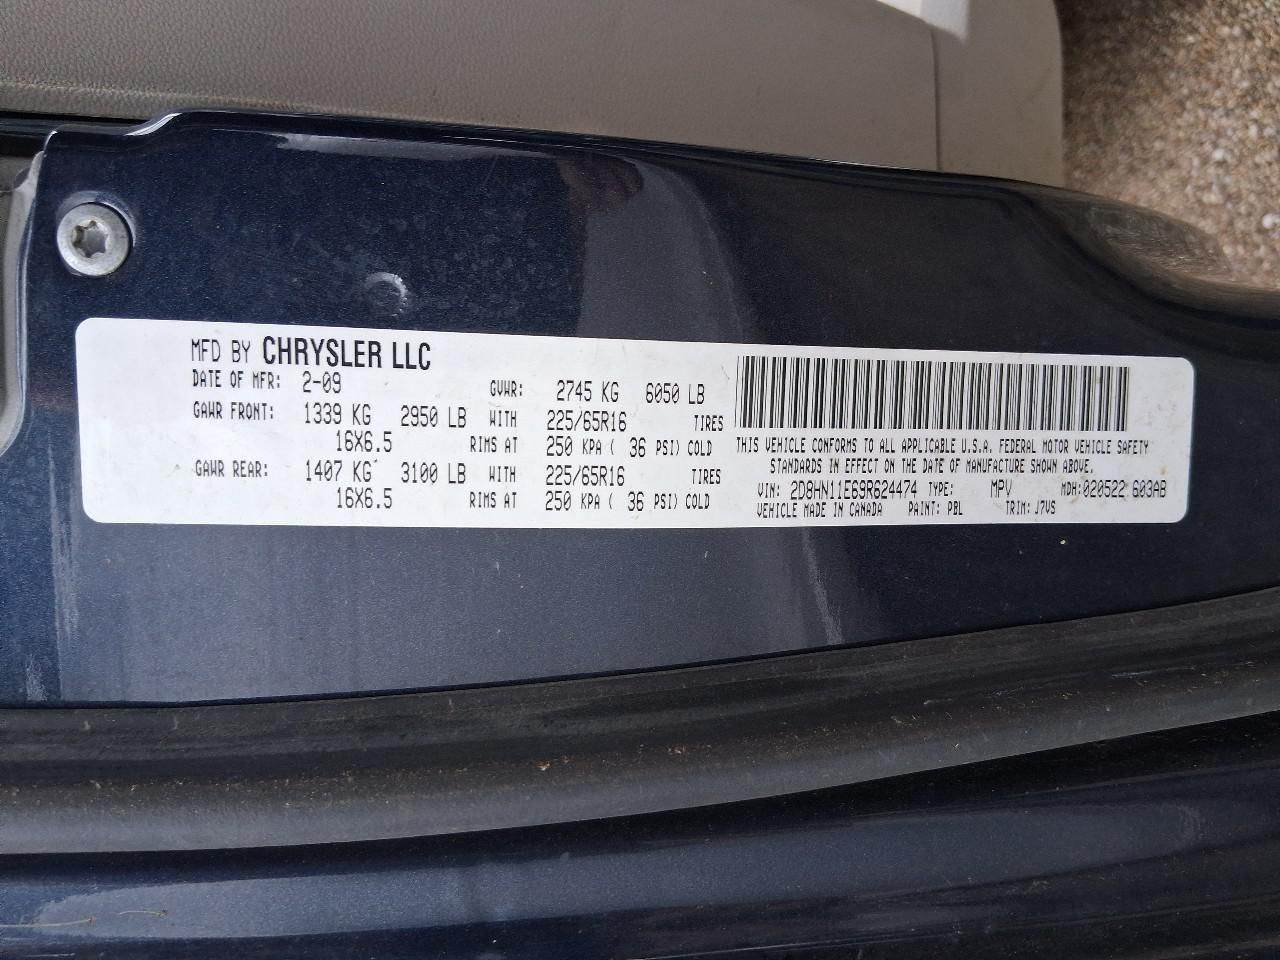 MFD BY CHRYSLER LLC
DATE OF MFR: 2-09 GVWR: 2745 KG 6050 LB
GAWR FRONT: 1339 KG 2950 LB WITH 225/65R16 TIRES
16X6.5 RIMS AT 250 KPA ( 36 PSI) COLD
GAWR REAR: 1407 KG 3100 LB WITH 225/65R16 TIRES
16X6.5 RIMS AT 250 KPA ( 36 PSI) COLD
THIS VEHICLE CONFORMS TO ALL APPLICABLE U.S.A. FEDERAL MOTOR VEHICLE SAFETY
STANDARDS IN EFFECT ON THE DATE OF MANUFACTURE SHOWN ABOVE.
VIN: 2D8HN11E69R624474 TYPE: MPV MDH:020522 603AB
VEHICLE MADE IN CANADA PAINT: PBL TRIM: J7VS